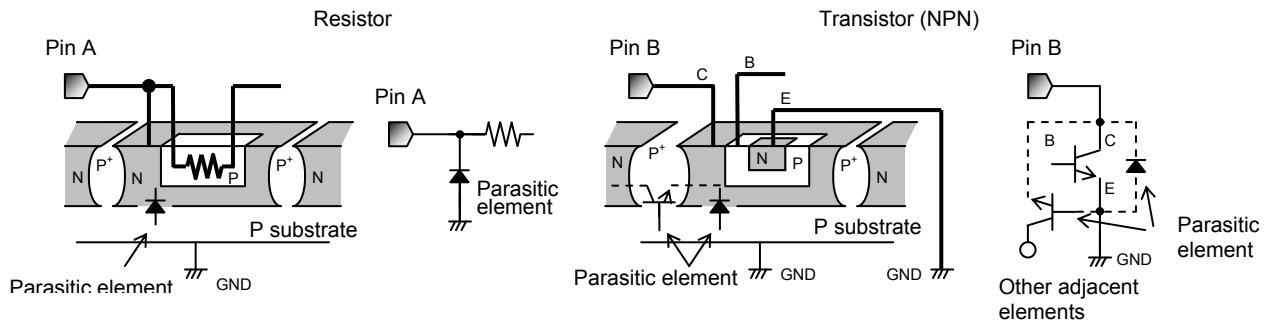 Resistor
Pin A
N
P+
N
P
P+
N
P substrate
Parasitic element
GND
Pin A
Parasitic
element
Transistor (NPN)
Pin B
C
B
E
N
P+
N
N
P
P+
N
P substrate
Parasitic element
GND
GND
Pin B
B
C
E
GND
Parasitic
element
Other adjacent
elements